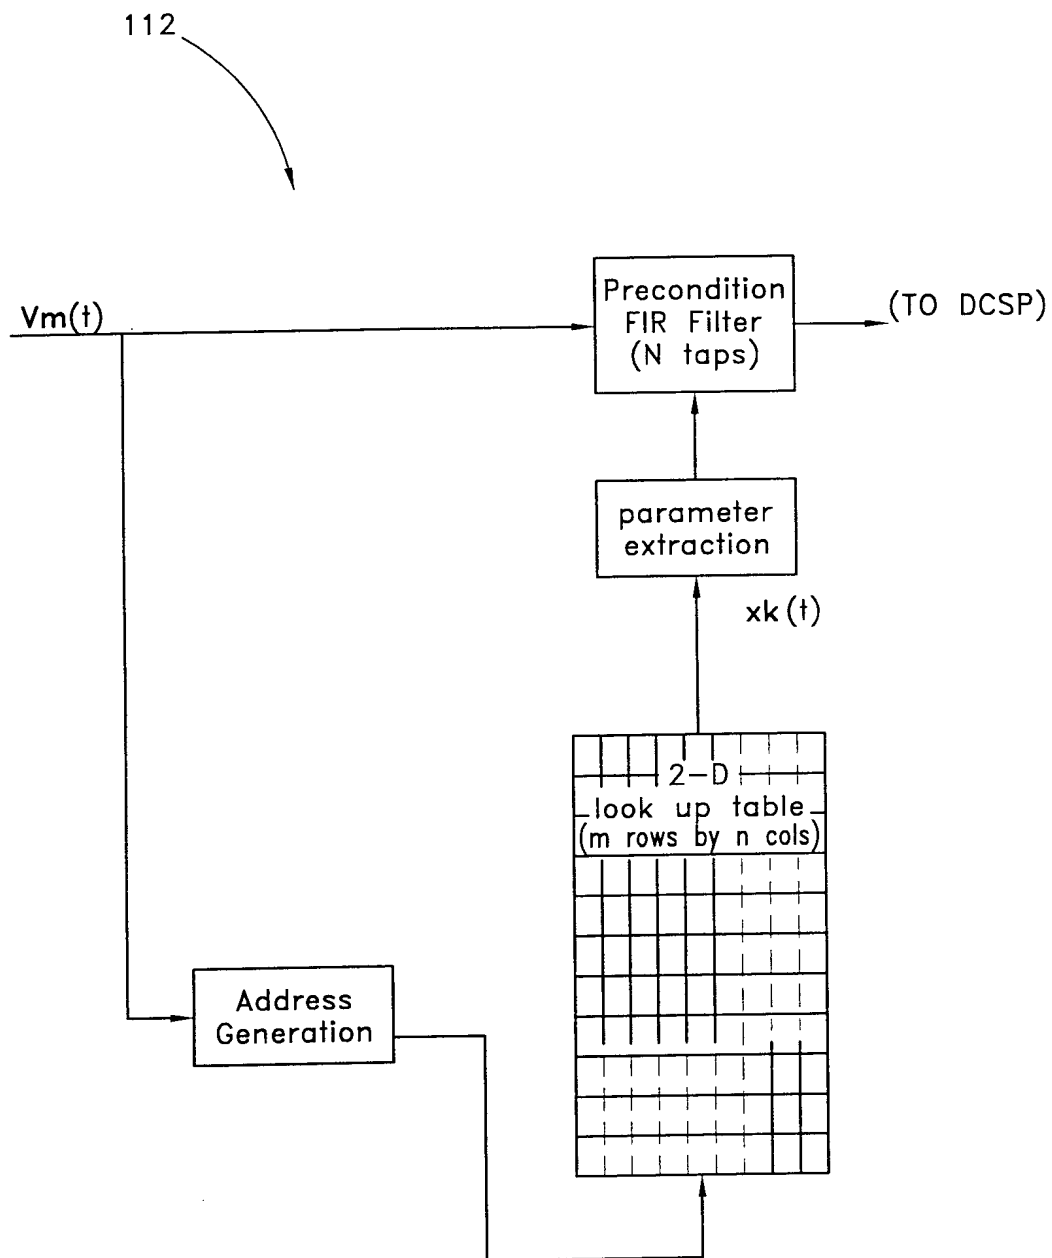 112
Vm(t)
Precondition
FIR Filter
(N taps)
(TO DCSP)
parameter
extraction
xk(t)
2-D
look up table
(m rows by n cols)
Address
Generation